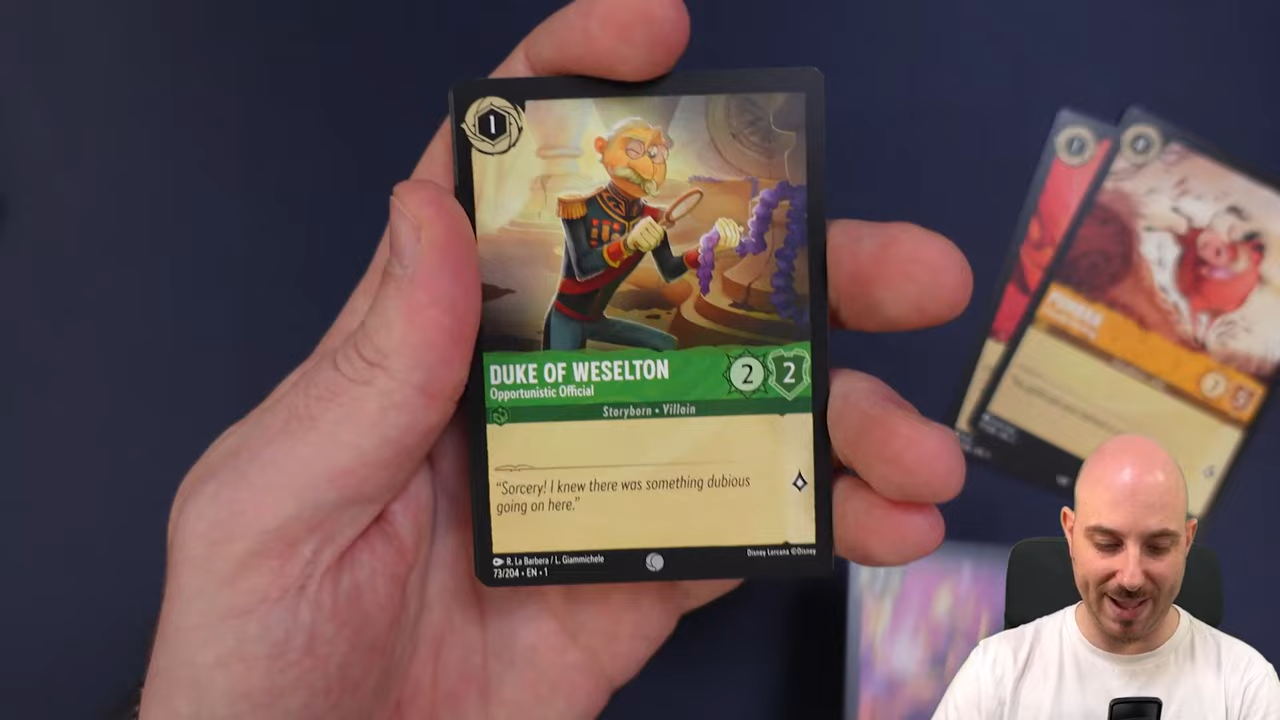 1
DUKE OF WESELTON
2 2
Opportunistic Official
Storyborn • Villain
"Sorcery! I knew there was something dubious
going on here."
R. La Barbera / L. Giammichele
Disney Lorcana ©Disney
73/204 • EN • 1